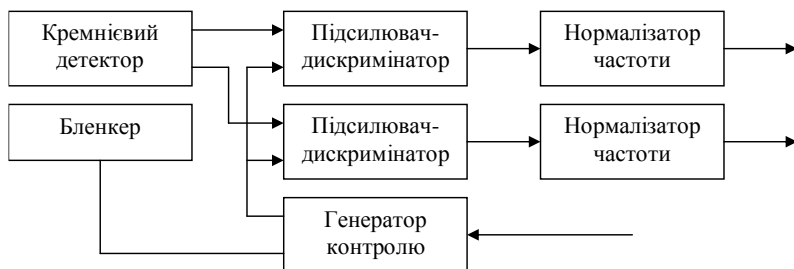 Кремнієвий
детектор
Підсилювач-
дискримінатор
Нормалізатор
частоти
Бленкер
Підсилювач-
дискримінатор
Нормалізатор
частоти
Генератор
контролю